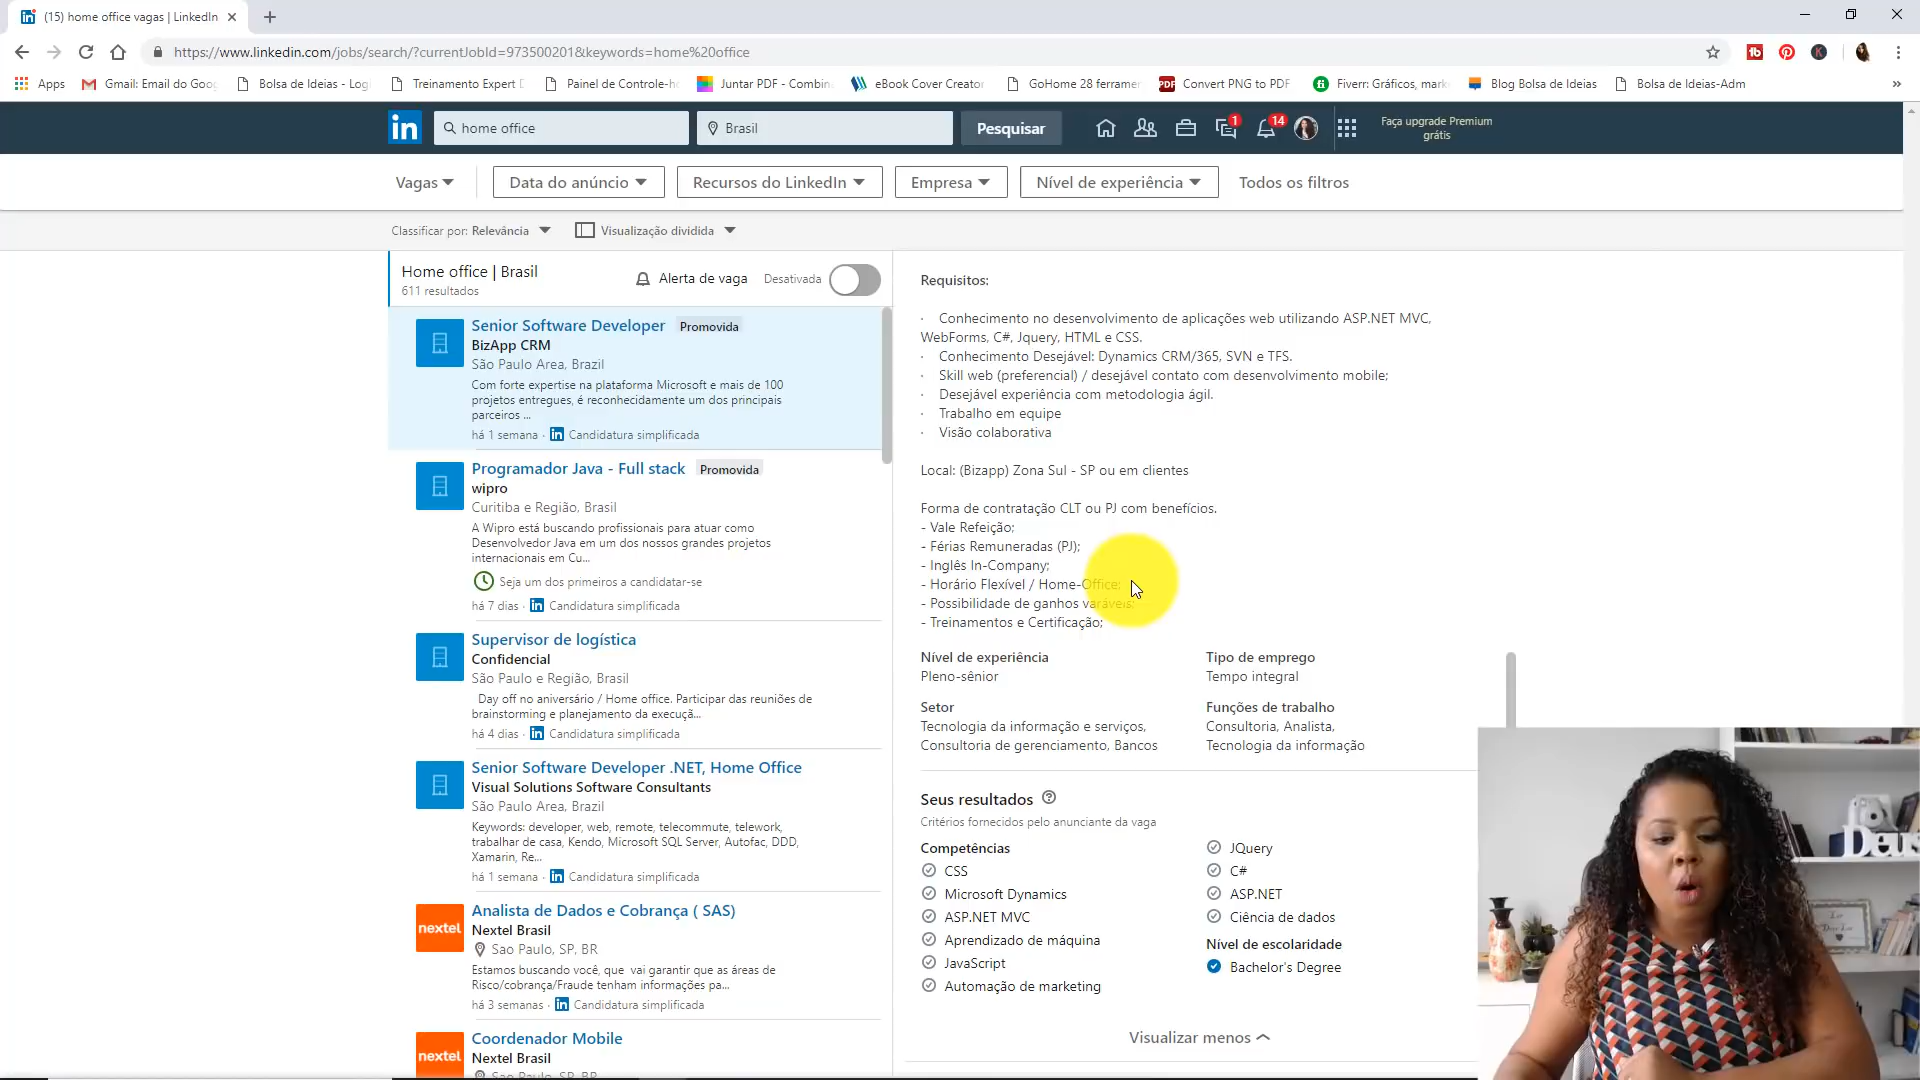 (15) home office vagas | LinkedIn
https://www.linkedin.com/jobs/search/?currentJobId=973500201&keywords=home%20office
Apps
Gmail: Email do Goo
Bolsa de Ideias - Logi
Treinamento Expert D
Painel de Controle-ho
Juntar PDF - Combin
eBook Cover Creator
GoHome 28 ferramen
Convert PNG to PDF
Fiverr: Gráficos, mark
Blog Bolsa de Ideias
Bolsa de Ideias-Adm
»
in
home office
Brasil
Pesquisar
1
14
Faça upgrade Premium
grátis
Vagas
Data do anúncio
Recursos do LinkedIn
Empresa
Nível de experiência
Todos os filtros
Classificar por: Relevância
Visualização dividida
Home office | Brasil
611 resultados
Alerta de vaga
Desativada
Senior Software Developer Promovida
BizApp CRM
São Paulo Area, Brazil
Com forte expertise na plataforma Microsoft e mais de 100
projetos entregues, é reconhecidamente um dos principais
parceiros ...
há 1 semana · in Candidatura simplificada
Programador Java - Full stack Promovida
wipro
Curitiba e Região, Brasil
A Wipro está buscando profissionais para atuar como
Desenvolvedor Java em um dos nossos grandes projetos
internacionais em Cu...
Seja um dos primeiros a candidatar-se
há 7 dias · in Candidatura simplificada
Supervisor de logística
Confidencial
São Paulo e Região, Brasil
Day off no aniversário / Home office. Participar das reuniões de
brainstorming e planejamento da execuçã...
há 4 dias · in Candidatura simplificada
Senior Software Developer .NET, Home Office
Visual Solutions Software Consultants
São Paulo Area, Brazil
Keywords: developer, web, remote, telecommute, telework,
trabalhar de casa, Kendo, Microsoft SQL Server, Autofac, DDD,
Xamarin, Re...
há 1 semana · in Candidatura simplificada
nextel
Analista de Dados e Cobrança ( SAS)
Nextel Brasil
Sao Paulo, SP, BR
Estamos buscando você, que vai garantir que as áreas de
Risco/cobrança/Fraude tenham informações pa...
há 3 semanas · in Candidatura simplificada
nextel
Coordenador Mobile
Nextel Brasil
Sao Paulo, SP, BR
Requisitos:
· Conhecimento no desenvolvimento de aplicações web utilizando ASP.NET MVC,
WebForms, C#, Jquery, HTML e CSS.
· Conhecimento Desejável: Dynamics CRM/365, SVN e TFS.
· Skill web (preferencial) / desejável contato com desenvolvimento mobile;
· Desejável experiência com metodologia ágil.
· Trabalho em equipe
· Visão colaborativa
Local: (Bizapp) Zona Sul - SP ou em clientes
Forma de contratação CLT ou PJ com benefícios.
- Vale Refeição;
- Férias Remuneradas (PJ);
- Inglês In-Company;
- Horário Flexível / Home-Office;
- Possibilidade de ganhos varáveis;
- Treinamentos e Certificação;
Nível de experiência
Pleno-sênior
Tipo de emprego
Tempo integral
Setor
Tecnologia da informação e serviços,
Consultoria de gerenciamento, Bancos
Funções de trabalho
Consultoria, Analista,
Tecnologia da informação
Seus resultados
Critérios fornecidos pelo anunciante da vaga
Competências
CSS
Microsoft Dynamics
ASP.NET MVC
Aprendizado de máquina
JavaScript
Automação de marketing
JQuery
C#
ASP.NET
Ciência de dados
Nível de escolaridade
Bachelor's Degree
Visualizar menos
Deus